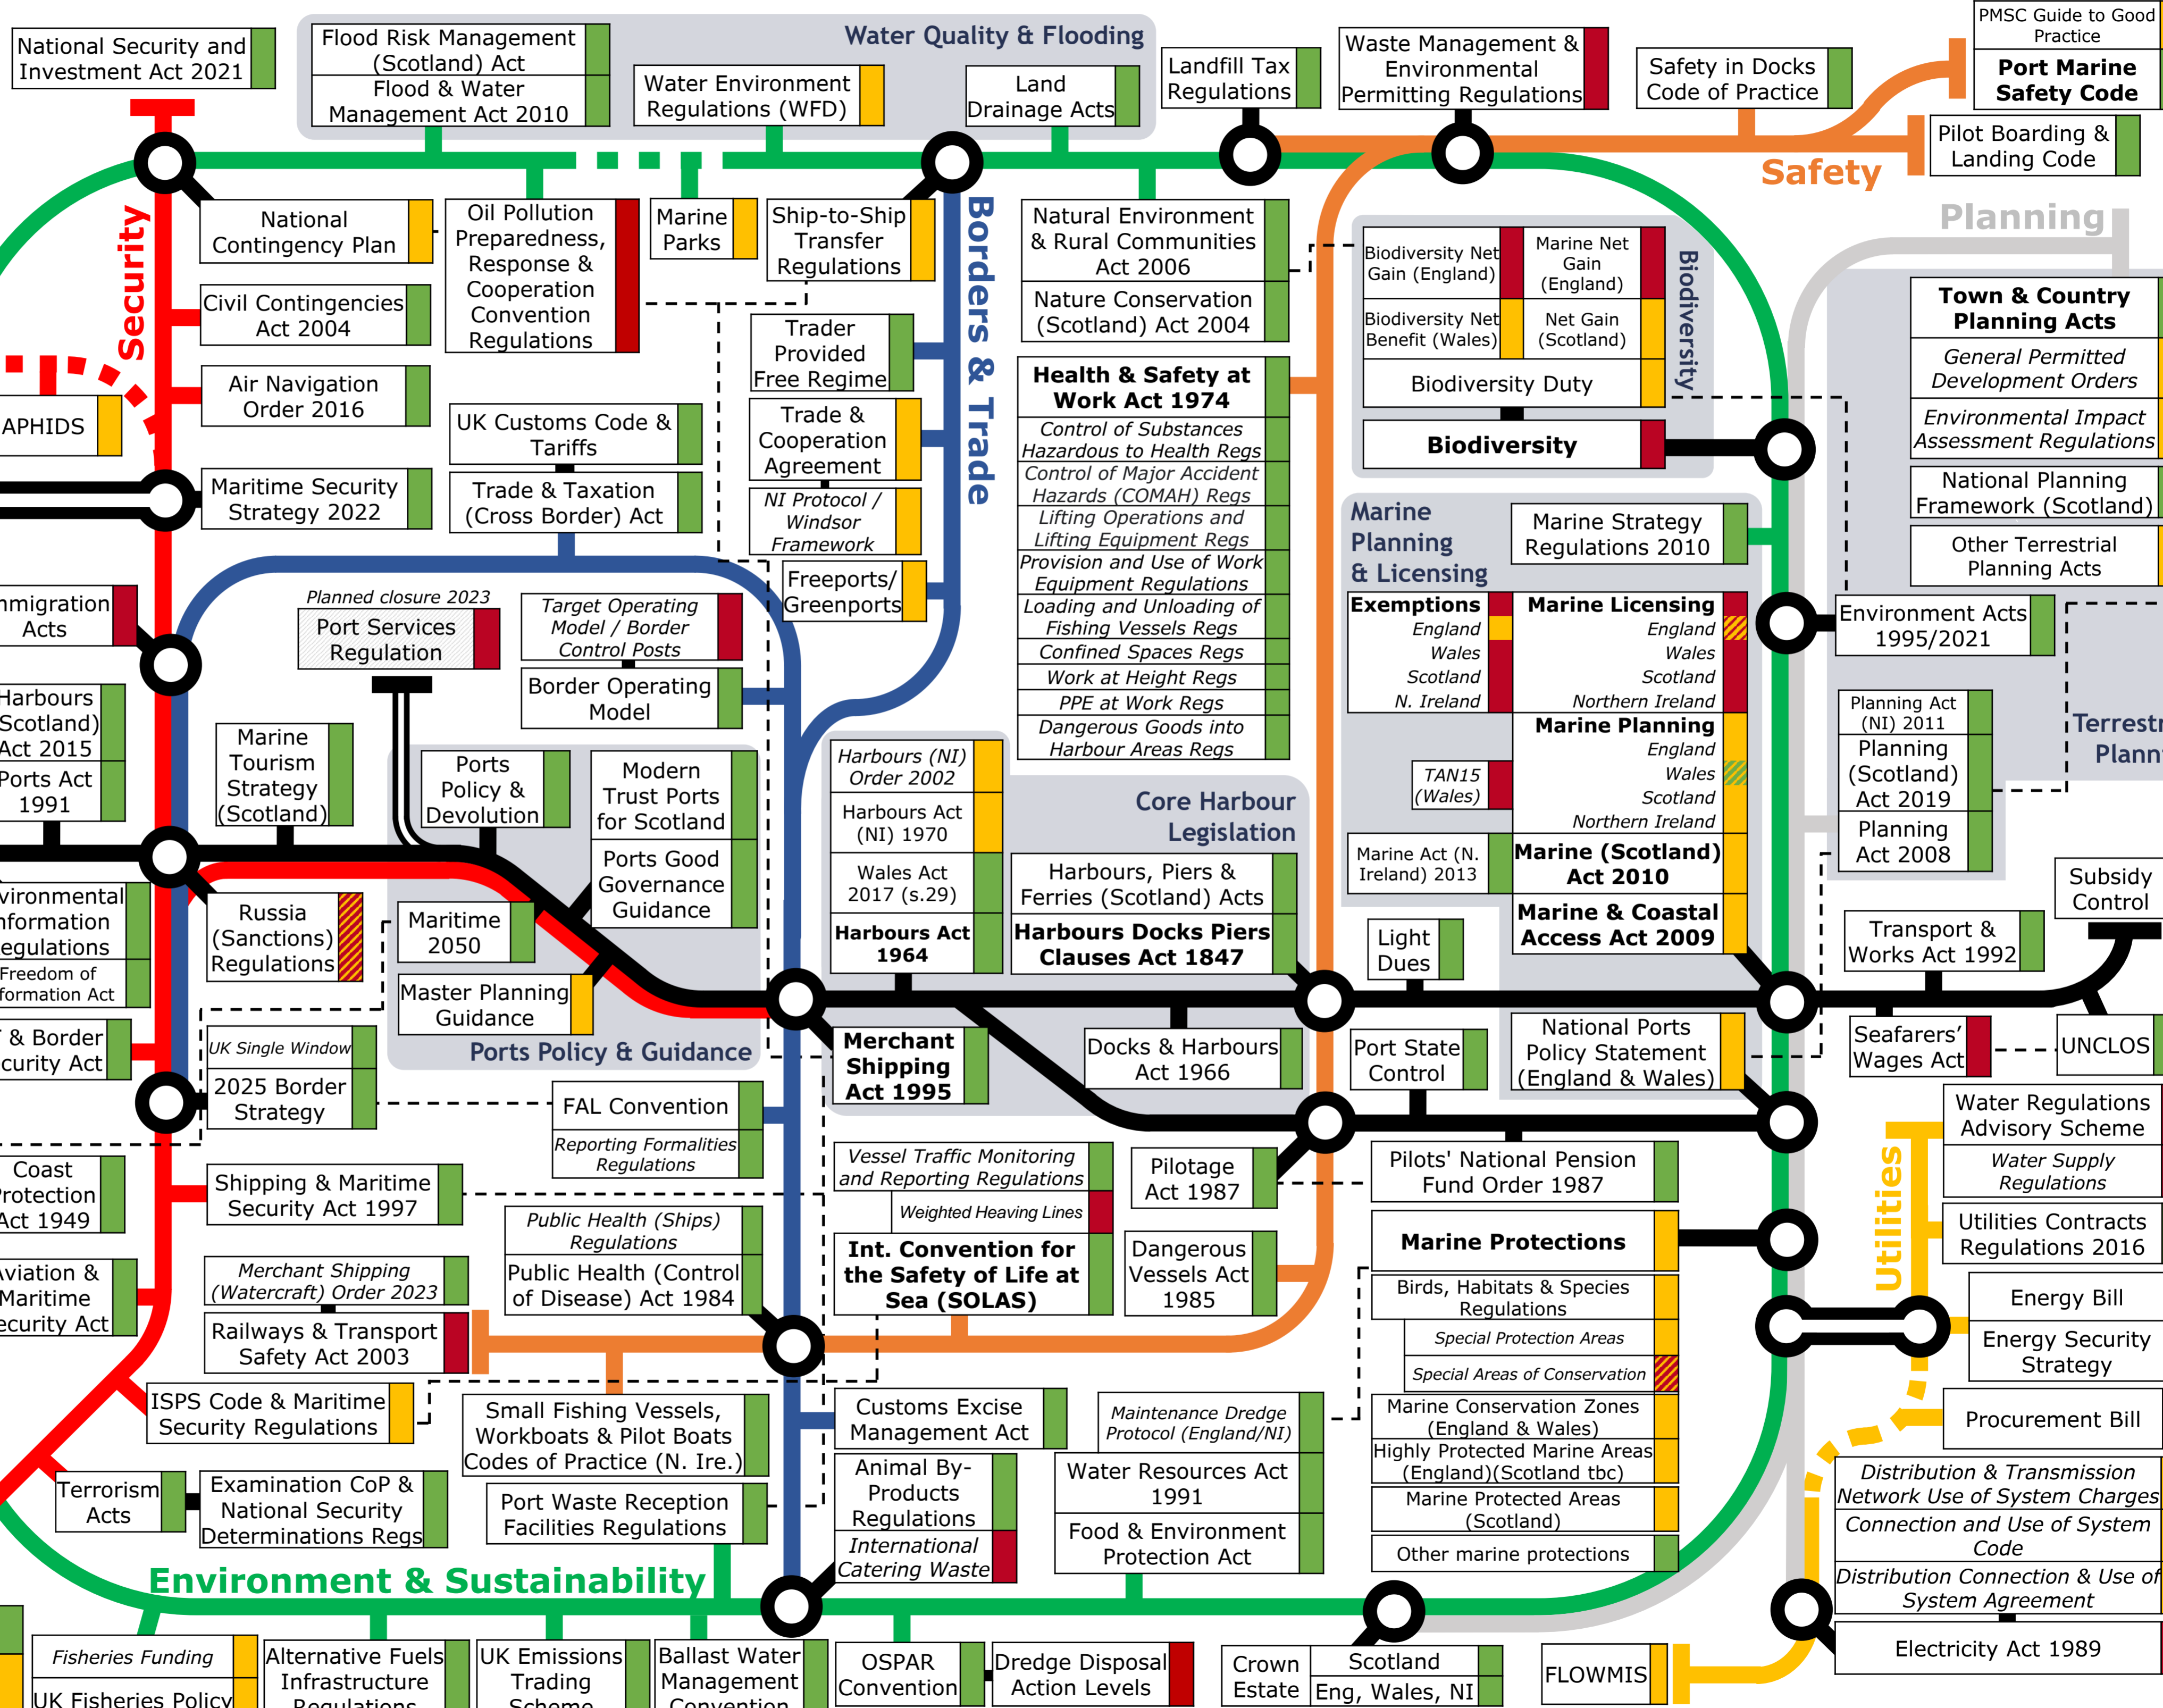 National Security and
Investment Act 2021
Flood Risk Management
(Scotland) Act
Flood & Water
Management Act 2010
Water Quality & Flooding
Water Environment
Regulations (WFD)
Land
Drainage Acts
Landfill Tax
Regulations
Waste Management &
Environmental
Permitting Regulations
Safety in Docks
Code of Practice
PMSC Guide to Good
Practice
Port Marine
Safety Code
Pilot Boarding &
Landing Code
Safety
Planning
Security
National
Contingency Plan
Oil Pollution
Preparedness,
Response &
Cooperation
Convention
Regulations
Marine
Parks
Ship-to-Ship
Transfer
Regulations
Borders & Trade
Natural Environment
& Rural Communities
Act 2006
Nature Conservation
(Scotland) Act 2004
Biodiversity Net
Gain (England)
Marine Net
Gain
(England)
Biodiversity Net
Benefit (Wales)
Net Gain
(Scotland)
Biodiversity Duty
Biodiversity
Biodiversity
Town & Country
Planning Acts
General Permitted
Development Orders
Environmental Impact
Assessment Regulations
National Planning
Framework (Scotland)
Other Terrestrial
Planning Acts
Civil Contingencies
Act 2004
Air Navigation
Order 2016
APHIDS
Maritime Security
Strategy 2022
UK Customs Code &
Tariffs
Trade & Taxation
(Cross Border) Act
Trader
Provided
Free Regime
Trade &
Cooperation
Agreement
NI Protocol /
Windsor
Framework
Freeports/
Greenports
Health & Safety at
Work Act 1974
Control of Substances
Hazardous to Health Regs
Control of Major Accident
Hazards (COMAH) Regs
Lifting Operations and
Lifting Equipment Regs
Provision and Use of Work
Equipment Regulations
Loading and Unloading of
Fishing Vessels Regs
Confined Spaces Regs
Work at Height Regs
PPE at Work Regs
Dangerous Goods into
Harbour Areas Regs
Marine
Planning
& Licensing
Marine Strategy
Regulations 2010
Exemptions
England
Wales
Scotland
N. Ireland
Marine Licensing
England
Wales
Scotland
Northern Ireland
Marine Planning
England
Wales
Scotland
Northern Ireland
TAN15
(Wales)
Marine Act (N.
Ireland) 2013
Marine (Scotland)
Act 2010
Marine & Coastal
Access Act 2009
Environment Acts
1995/2021
Planning Act
(NI) 2011
Planning
(Scotland)
Act 2019
Planning
Act 2008
Terrestr
Plann
mmigration
Acts
Planned closure 2023
Port Services
Regulation
Target Operating
Model / Border
Control Posts
Border Operating
Model
Harbours
Scotland)
Act 2015
Ports Act
1991
Marine
Tourism
Strategy
(Scotland)
Ports
Policy &
Devolution
Modern
Trust Ports
for Scotland
Ports Good
Governance
Guidance
Harbours (NI)
Order 2002
Harbours Act
(NI) 1970
Wales Act
2017 (s.29)
Harbours Act
1964
Core Harbour
Legislation
Harbours, Piers &
Ferries (Scotland) Acts
Harbours Docks Piers
Clauses Act 1847
Light
Dues
Transport &
Works Act 1992
Subsidy
Control
vironmental
nformation
egulations
Freedom of
formation Act
Russia
(Sanctions)
Regulations
Maritime
2050
Master Planning
Guidance
Ports Policy & Guidance
Merchant
Shipping
Act 1995
Docks & Harbours
Act 1966
Port State
Control
National Ports
Policy Statement
(England & Wales)
Seafarers'
Wages Act
UNCLOS
& Border
curity Act
UK Single Window
2025 Border
Strategy
FAL Convention
Reporting Formalities
Regulations
Coast
rotection
Act 1949
Shipping & Maritime
Security Act 1997
Vessel Traffic Monitoring
and Reporting Regulations
Weighted Heaving Lines
Int. Convention for
the Safety of Life at
Sea (SOLAS)
Pilotage
Act 1987
Dangerous
Vessels Act
1985
Pilots' National Pension
Fund Order 1987
Marine Protections
Birds, Habitats & Species
Regulations
Special Protection Areas
Special Areas of Conservation
Marine Conservation Zones
(England & Wales)
Highly Protected Marine Areas
(England)(Scotland tbc)
Marine Protected Areas
(Scotland)
Other marine protections
Utilities
Water Regulations
Advisory Scheme
Water Supply
Regulations
Utilities Contracts
Regulations 2016
Energy Bill
Energy Security
Strategy
Procurement Bill
Distribution & Transmission
Network Use of System Charges
Connection and Use of System
Code
Distribution Connection & Use of
System Agreement
Electricity Act 1989
Public Health (Ships)
Regulations
Public Health (Control
of Disease) Act 1984
Aviation &
Maritime
ecurity Act
Merchant Shipping
(Watercraft) Order 2023
Railways & Transport
Safety Act 2003
ISPS Code & Maritime
Security Regulations
Terrorism
Acts
Examination CoP &
National Security
Determinations Regs
Small Fishing Vessels,
Workboats & Pilot Boats
Codes of Practice (N. Ire.)
Port Waste Reception
Facilities Regulations
Customs Excise
Management Act
Animal By-
Products
Regulations
International
Catering Waste
Maintenance Dredge
Protocol (England/NI)
Water Resources Act
1991
Food & Environment
Protection Act
Environment & Sustainability
Fisheries Funding
UK Fisheries Policy
Alternative Fuels
Infrastructure
Regulations
UK Emissions
Trading
Scheme
Ballast Water
Management
Convention
OSPAR
Convention
Dredge Disposal
Action Levels
Crown
Estate
Scotland
Eng, Wales, NI
FLOWMIS